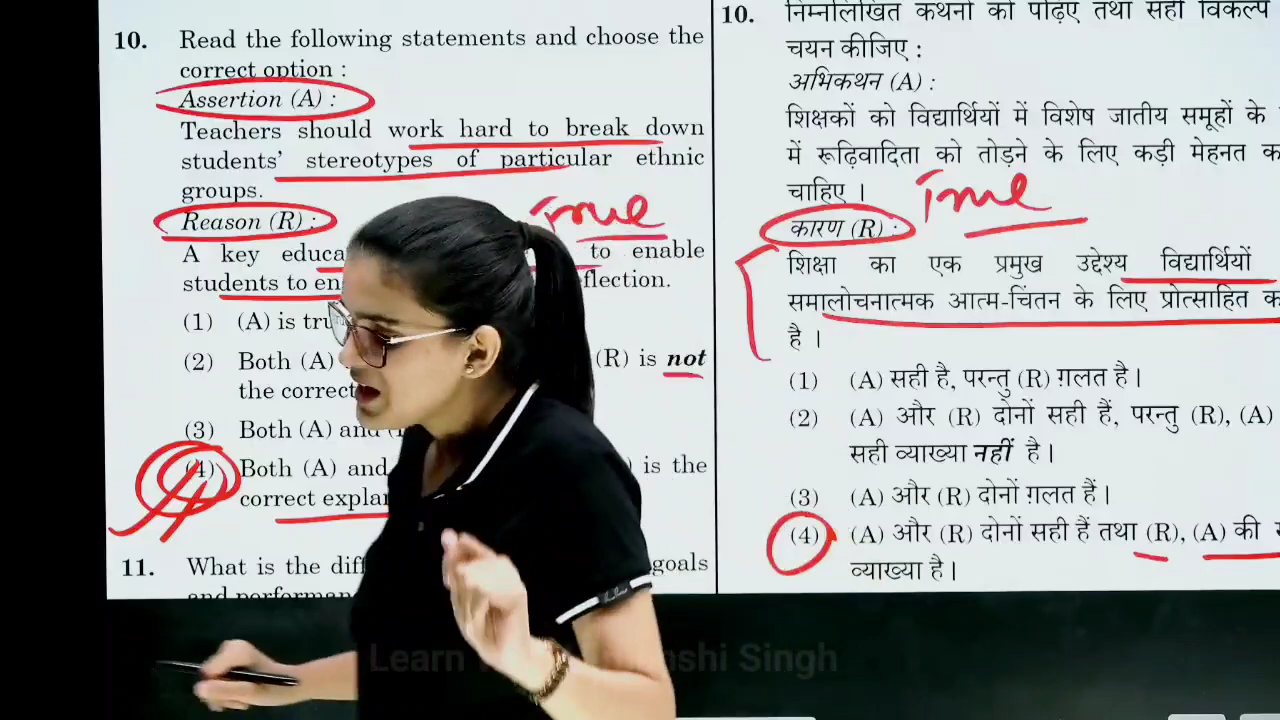 10. Read the following statements and choose the
correct option :
Assertion (A) :
Teachers should work hard to break down
students' stereotypes of particular ethnic
groups.
Reason (R) :
True
A key to enable
students to flection.
(1) (A) is
(2) Both (A) (R) is not
the correct
(3) Both (A) and
(4) Both (A) and is the
correct
11. What is the goals
10. निम्नलिखित कथनों को पढ़िए तथा सही विकल्प
चयन कीजिए :
अभिकथन (A) :
शिक्षकों को विद्यार्थियों में विशेष जातीय समूहों के
में रूढ़िवादिता को तोड़ने के लिए कड़ी मेहनत
चाहिए ।
True
कारण (R) :
शिक्षा का एक प्रमुख उद्देश्य विद्यार्थियों
समालोचनात्मक आत्म-चिंतन के लिए प्रोत्साहित
है ।
(1) (A) सही है, परन्तु (R) ग़लत है।
(2) (A) और (R) दोनों सही हैं, परन्तु (R), (A)
सही व्याख्या नहीं है।
(3) (A) और (R) दोनों ग़लत हैं।
(4) (A) और (R) दोनों सही हैं तथा (R), (A) की
व्याख्या है।
Learn Singh